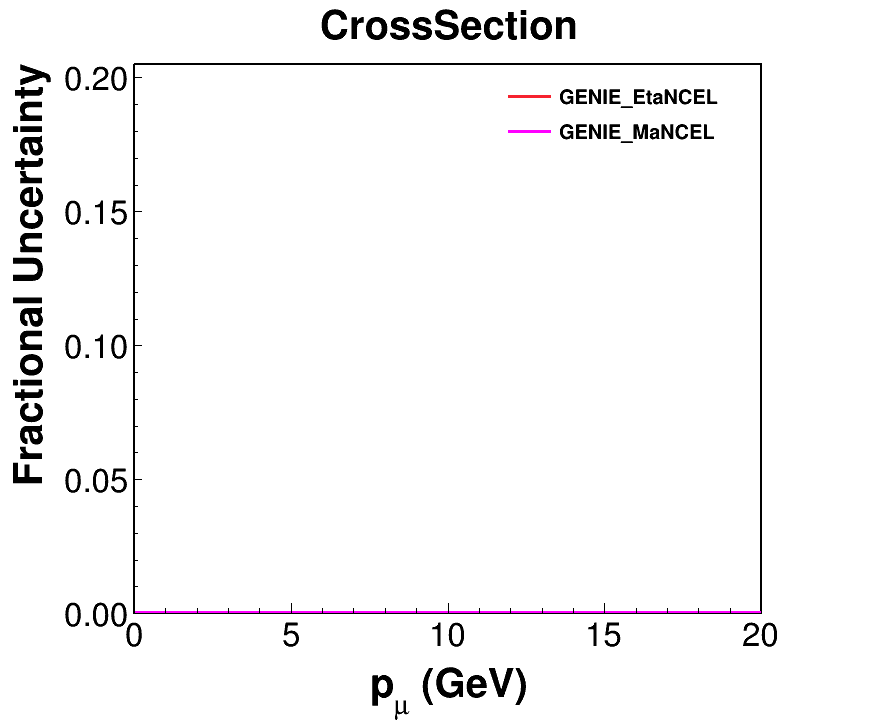 CrossSection
Fractional Uncertainty
0.20
0.15
0.10
0.05
0.00
GENIE_EtaNCEL
GENIE_MaNCEL
0 5 10 15 20
pμ (GeV)